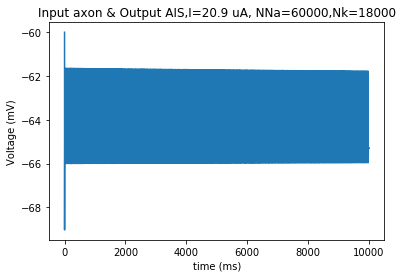 Input axon & Output AIS,I=20.9 uA, NNa=60000,Nk=18000
−60
−62
−64
−66
−68
Voltage (mV)
0 2000 4000 6000 8000 10000
time (ms)